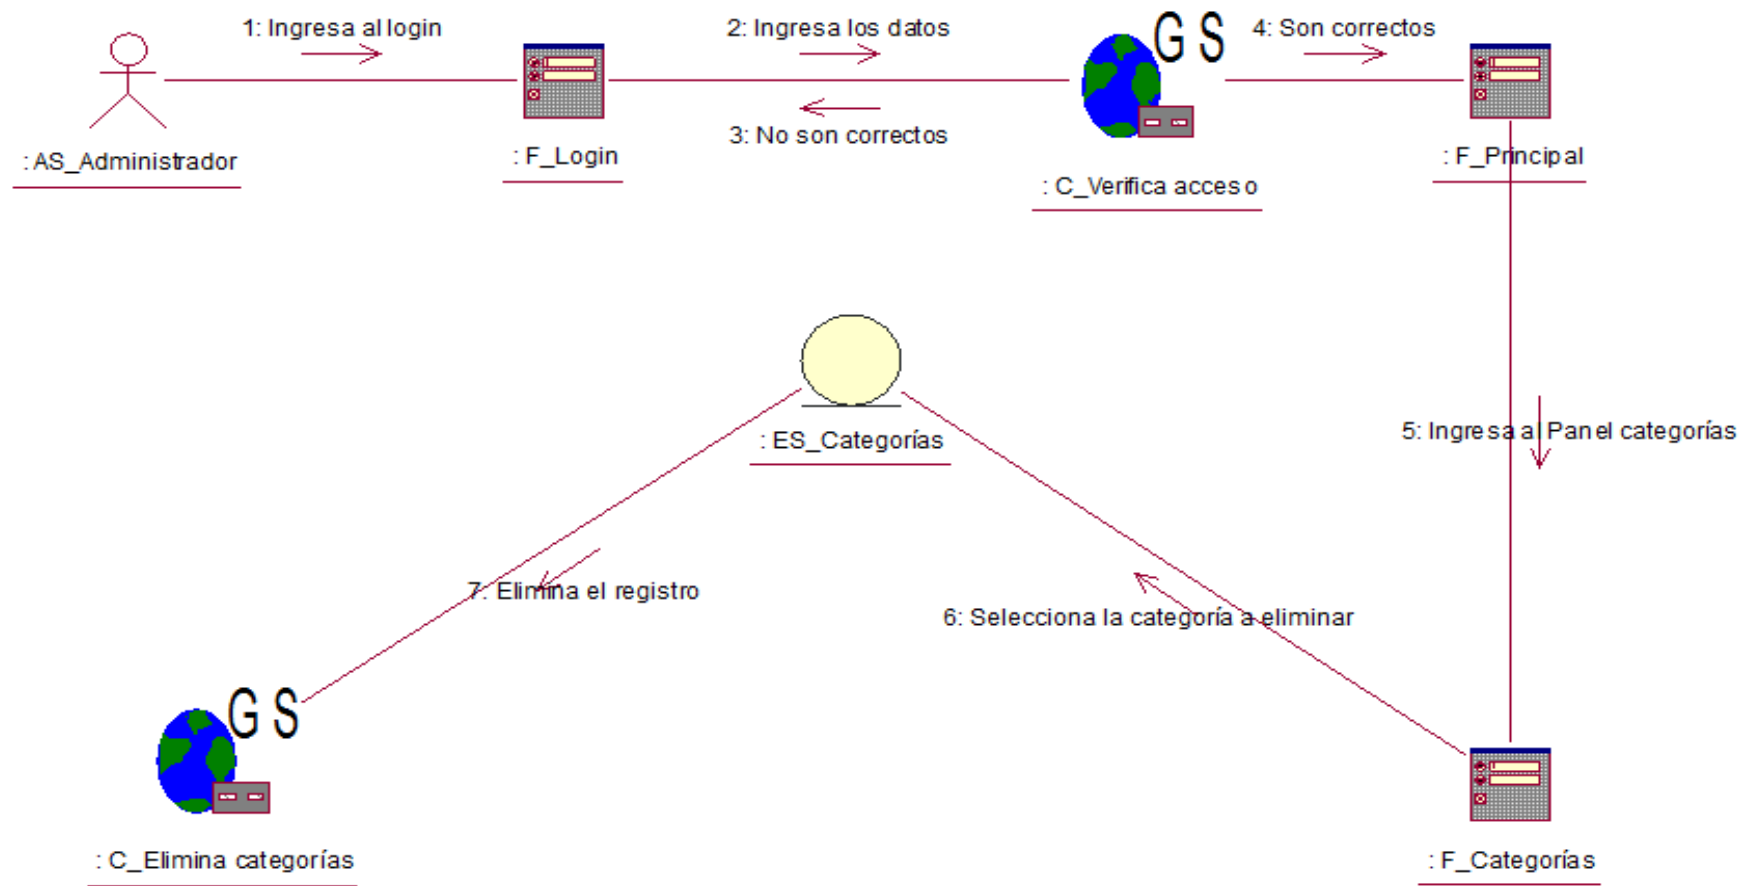 1: Ingresa al login
2: Ingresa los datos
G S
4: Son correctos
3: No son correctos
: AS_Administrador
: F_Login
: C_Verifica acceso
: F_Principal
: ES_Categorías
5: Ingresa al Panel categorías
7: Elimina el registro
6: Selecciona la categoría a eliminar
G S
: C_Elimina categorías
: F_Categorías